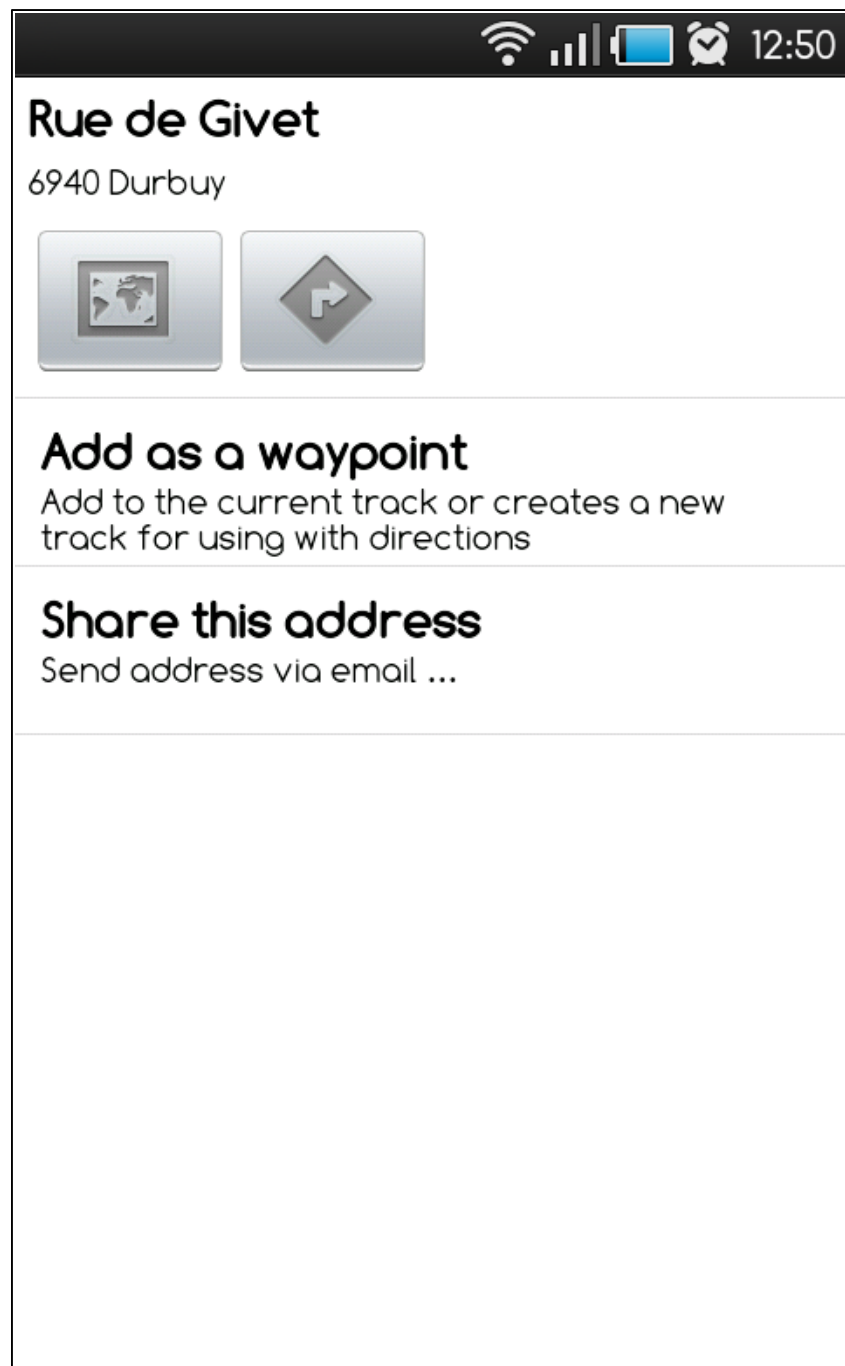 12:50
Rue de Givet
6940 Durbuy
Add as a waypoint
Add to the current track or creates a new
track for using with directions
Share this address
Send address via email ...